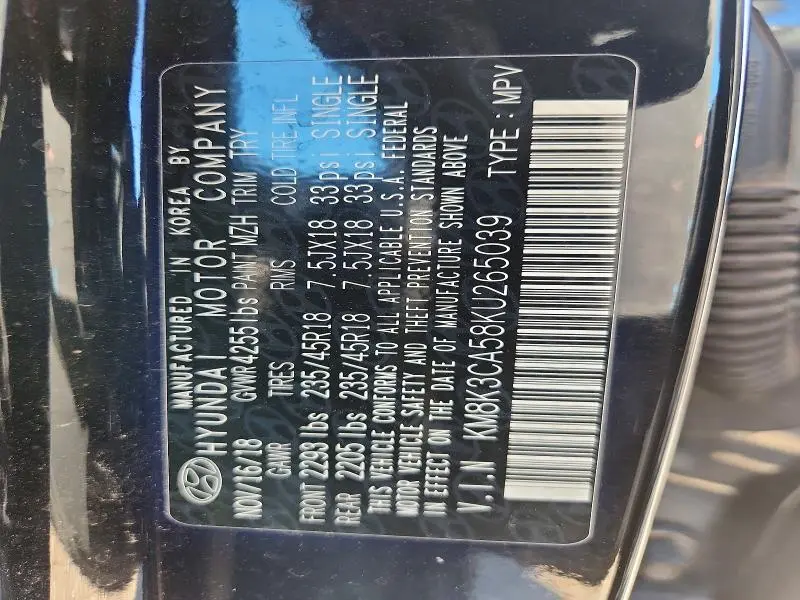 MANUFACTURED IN KOREA BY
HYUNDAI MOTOR COMPANY
NOV/16/18 GVWR 4255lbs PAINT MZH TRIM TRY
GAWR TIRES RIMS COLD TIRE INFL
FRONT 2293 lbs 235/45R18 7.5JX18 33psi SINGLE
REAR 2205 lbs 235/45R18 7.5JX18 33psi SINGLE
THIS VEHICLE CONFORMS TO ALL APPLICABLE U.S.A. FEDERAL
MOTOR VEHICLE SAFETY AND THEFT PREVENTION STANDARDS
IN EFFECT ON THE DATE OF MANUFACTURE SHOWN ABOVE
V.I.N KM8K3CA58KU265039 TYPE : MPV